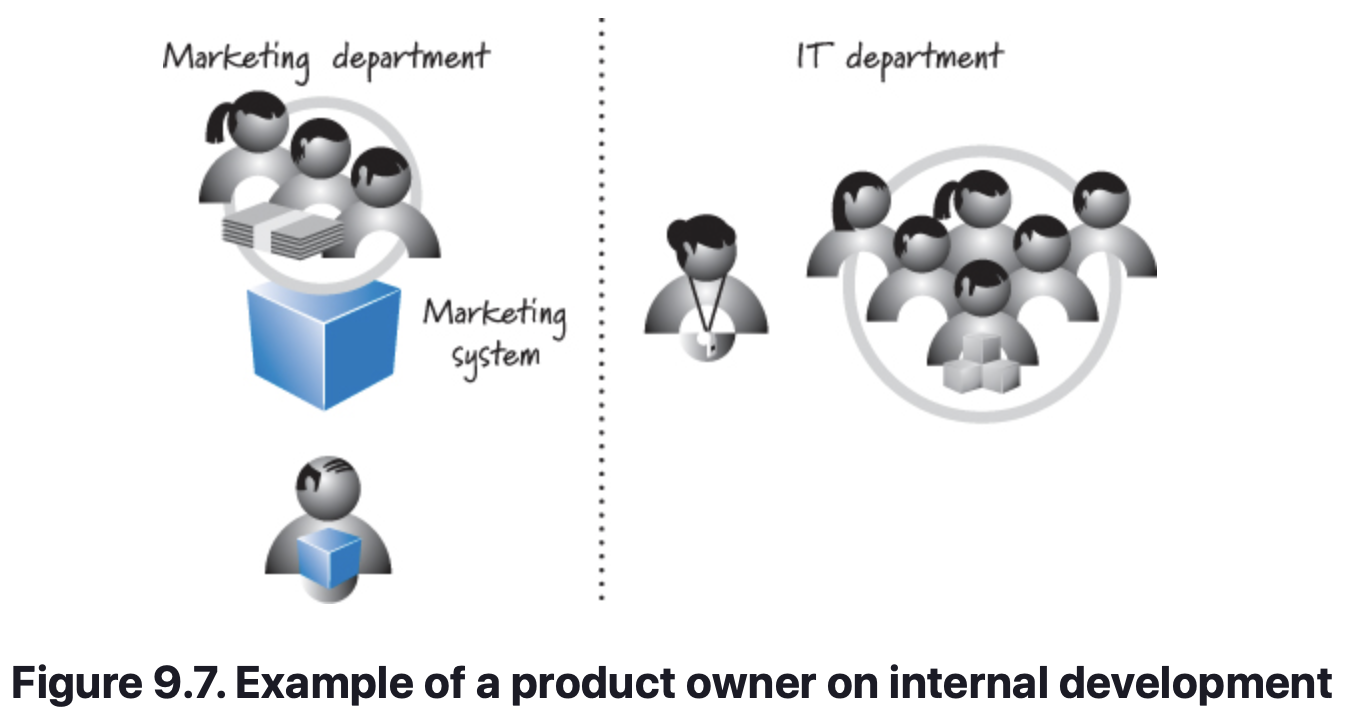 Marketing department
IT department
Marketing
system
Figure 9.7. Example of a product owner on internal development